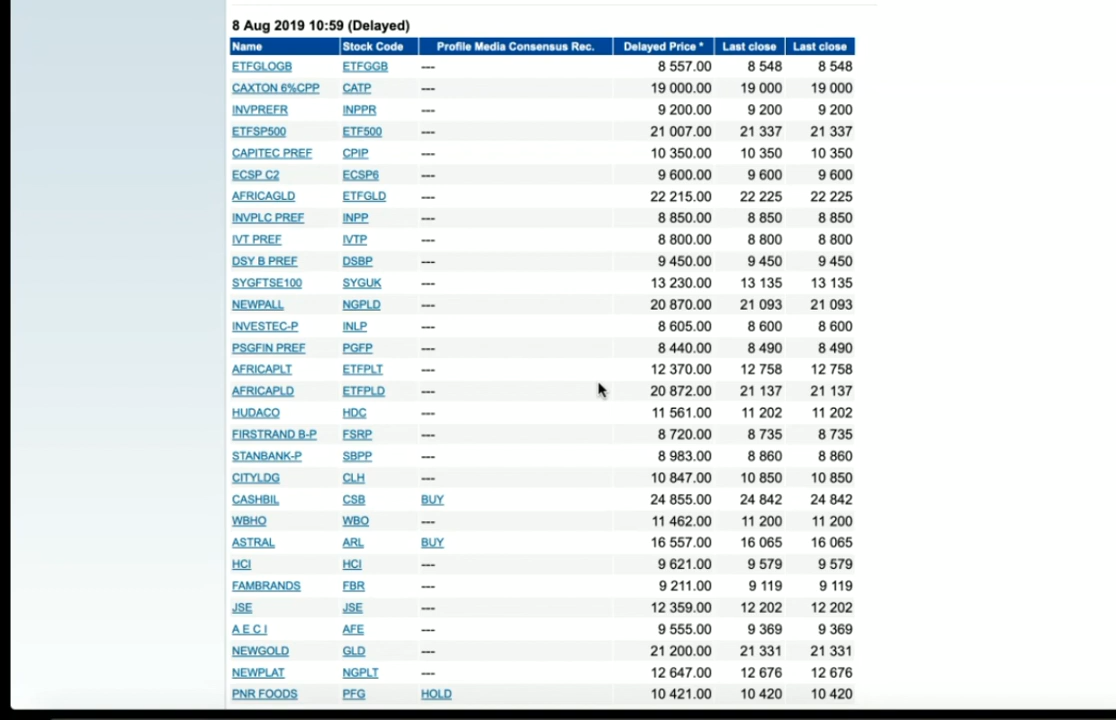 8 Aug 2019 10:59 (Delayed)
Name Stock Code Profile Media Consensus Rec. Delayed Price * Last close Last close
ETFGLOGB ETFGGB --- 8 557.00 8 548 8 548
CAXTON 6%CPP CATP --- 19 000.00 19 000 19 000
INVPREFR INPPR --- 9 200.00 9 200 9 200
ETFSP500 ETF500 --- 21 007.00 21 337 21 337
CAPITEC PREF CPIP --- 10 350.00 10 350 10 350
ECSP C2 ECSP6 --- 9 600.00 9 600 9 600
AFRICAGLD ETFGLD --- 22 215.00 22 225 22 225
INVPLC PREF INPP --- 8 850.00 8 850 8 850
IVT PREF IVTP --- 8 800.00 8 800 8 800
DSY B PREF DSBP --- 9 450.00 9 450 9 450
SYGFTSE100 SYGUK --- 13 230.00 13 135 13 135
NEWPALL NGPLD --- 20 870.00 21 093 21 093
INVESTEC-P INLP --- 8 605.00 8 600 8 600
PSGFIN PREF PGFP --- 8 440.00 8 490 8 490
AFRICAPLT ETFPLT --- 12 370.00 12 758 12 758
AFRICAPLD ETFPLD --- 20 872.00 21 137 21 137
HUDACO HDC --- 11 561.00 11 202 11 202
FIRSTRAND B-P FSRP --- 8 720.00 8 735 8 735
STANBANK-P SBPP --- 8 983.00 8 860 8 860
CITYLDG CLH --- 10 847.00 10 850 10 850
CASHBIL CSB BUY 24 855.00 24 842 24 842
WBHO WBO --- 11 462.00 11 200 11 200
ASTRAL ARL BUY 16 557.00 16 065 16 065
HCI HCI --- 9 621.00 9 579 9 579
FAMBRANDS FBR --- 9 211.00 9 119 9 119
JSE JSE --- 12 359.00 12 202 12 202
A E C I AFE --- 9 555.00 9 369 9 369
NEWGOLD GLD --- 21 200.00 21 331 21 331
NEWPLAT NGPLT --- 12 647.00 12 676 12 676
PNR FOODS PFG HOLD 10 421.00 10 420 10 420